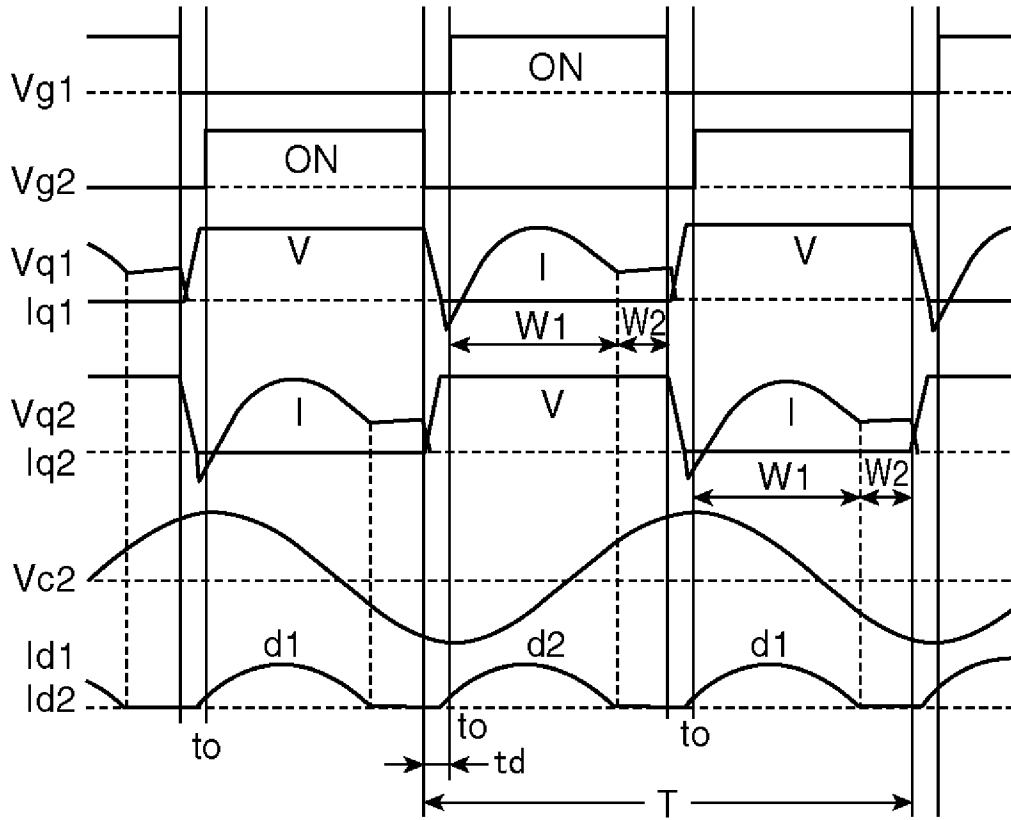 Vg1 ON
Vg2 ON
Vq1 V I V
Iq1 W1 W2
Vq2 I V I
Iq2 W1 W2
Vc2
Id1 d1 d2 d1
Id2
to to to
td
T